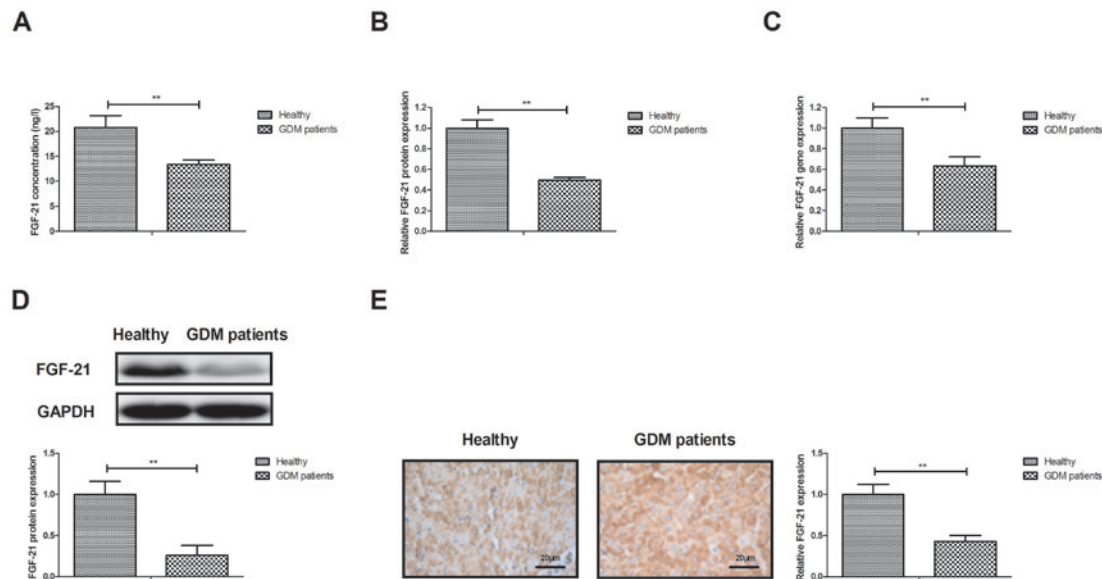 A
FGF-21 concentration (ng/l)
25
20
15
10
5
0
**
Healthy
GDM patients
B
Relative FGF-21 protein expression
1.2
1.0
0.8
0.6
0.4
0.2
0.0
**
Healthy
GDM patients
C
Relative FGF-21 gene expression
1.2
1.0
0.8
0.6
0.4
0.2
0.0
**
Healthy
GDM patients
D
Healthy GDM patients
FGF-21
GAPDH
FGF-21 protein expression
1.5
1.0
0.5
0.0
**
Healthy
GDM patients
E
Healthy
20μm
GDM patients
20μm
Relative FGF-21 expression
1.5
1.0
0.5
0.0
**
Healthy
GDM patients